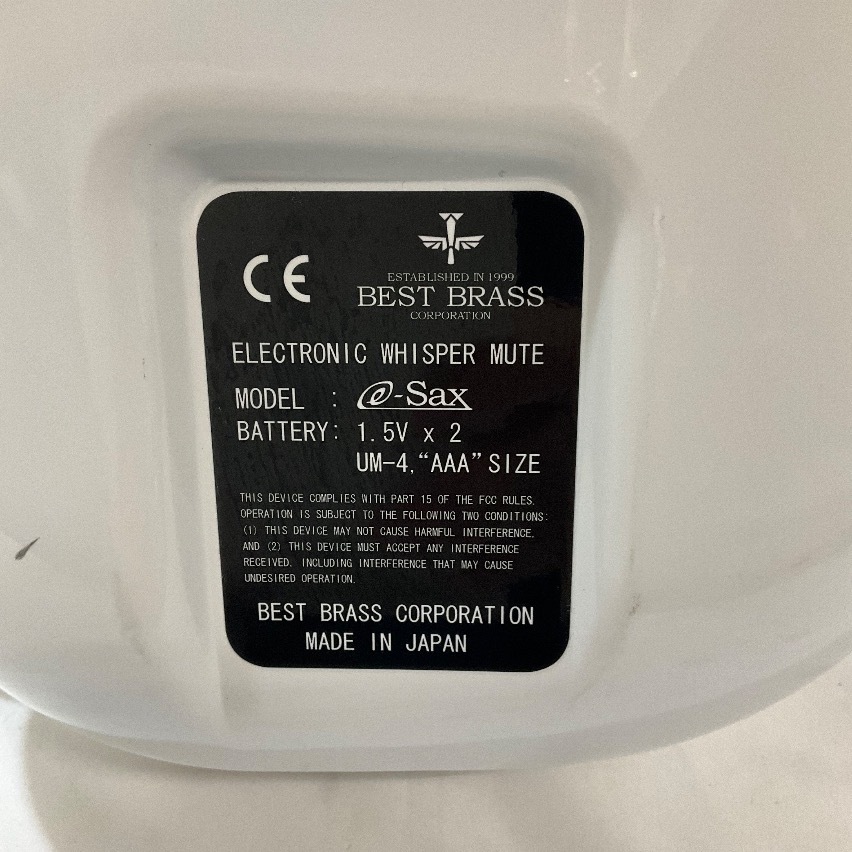 CE
ESTABLISHED IN 1999
BEST BRASS
CORPORATION
ELECTRONIC WHISPER MUTE
MODEL : e-Sax
BATTERY: 1.5V x 2
UM-4, “AAA” SIZE
THIS DEVICE COMPLIES WITH PART 15 OF THE FCC RULES.
OPERATION IS SUBJECT TO THE FOLLOWING TWO CONDITIONS:
(1) THIS DEVICE MAY NOT CAUSE HARMFUL INTERFERENCE,
AND (2) THIS DEVICE MUST ACCEPT ANY INTERFERENCE
RECEIVED, INCLUDING INTERFERENCE THAT MAY CAUSE
UNDESIRED OPERATION.
BEST BRASS CORPORATION
MADE IN JAPAN